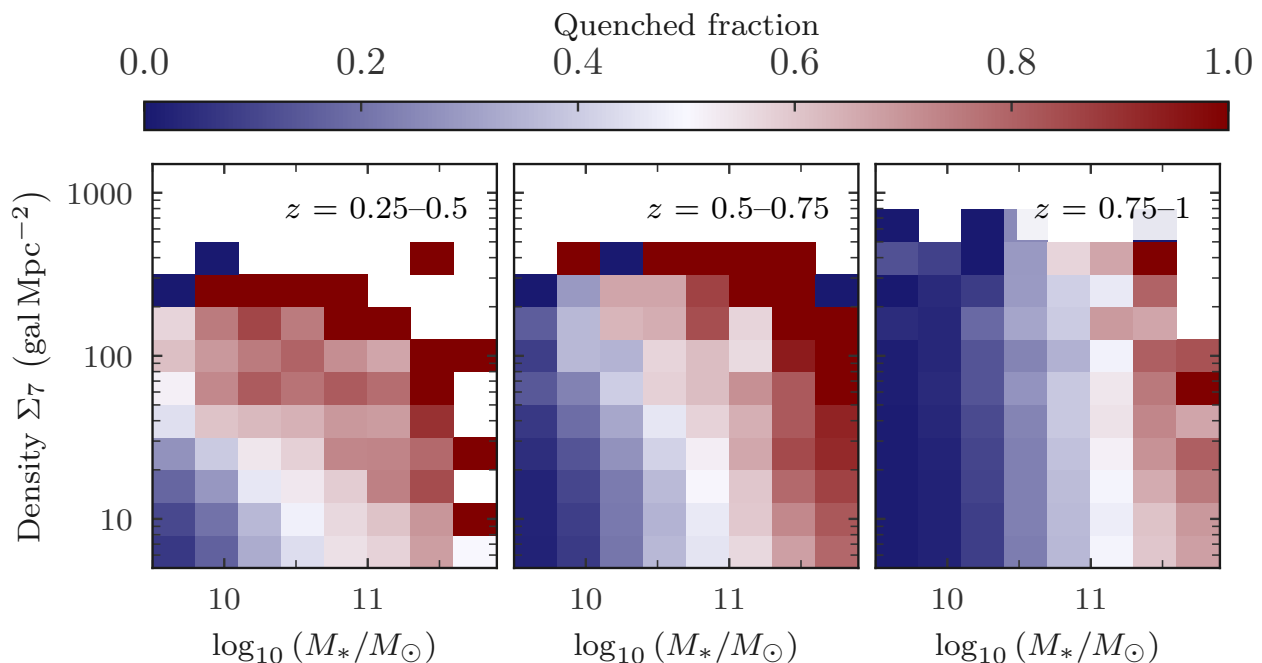 Quenched fraction
0.0 0.2 0.4 0.6 0.8 1.0
z = 0.25–0.5 z = 0.5–0.75 z = 0.75–1
Density Σ₇ (gal Mpc⁻²)
1000
100
10
10 11 10 11 10 11
log₁₀ (M∗/M⊙) log₁₀ (M∗/M⊙) log₁₀ (M∗/M⊙)